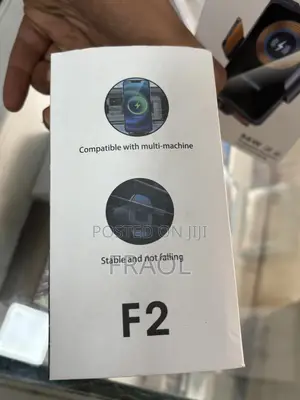 Compatible with multi-machine
POSTED ON JIJI
FRAOL
Stable and not falling
F2